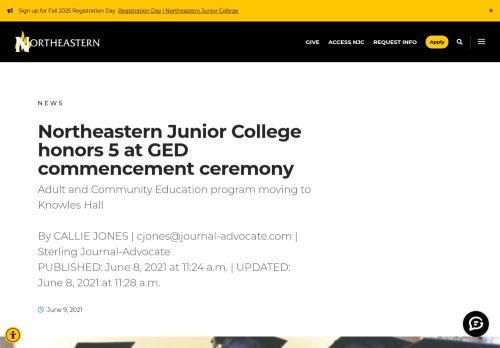 Sign up for Fall 2025 Registration Day Registration Day | Northeastern Junior College ×
NORTHEASTERN
GIVE ACCESS NJC REQUEST INFO Apply
NEWS
Northeastern Junior College
honors 5 at GED
commencement ceremony
Adult and Community Education program moving to
Knowles Hall
By CALLIE JONES | cjones@journal-advocate.com |
Sterling Journal-Advocate
PUBLISHED: June 8, 2021 at 11:24 a.m. | UPDATED:
June 8, 2021 at 11:28 a.m.
June 9, 2021